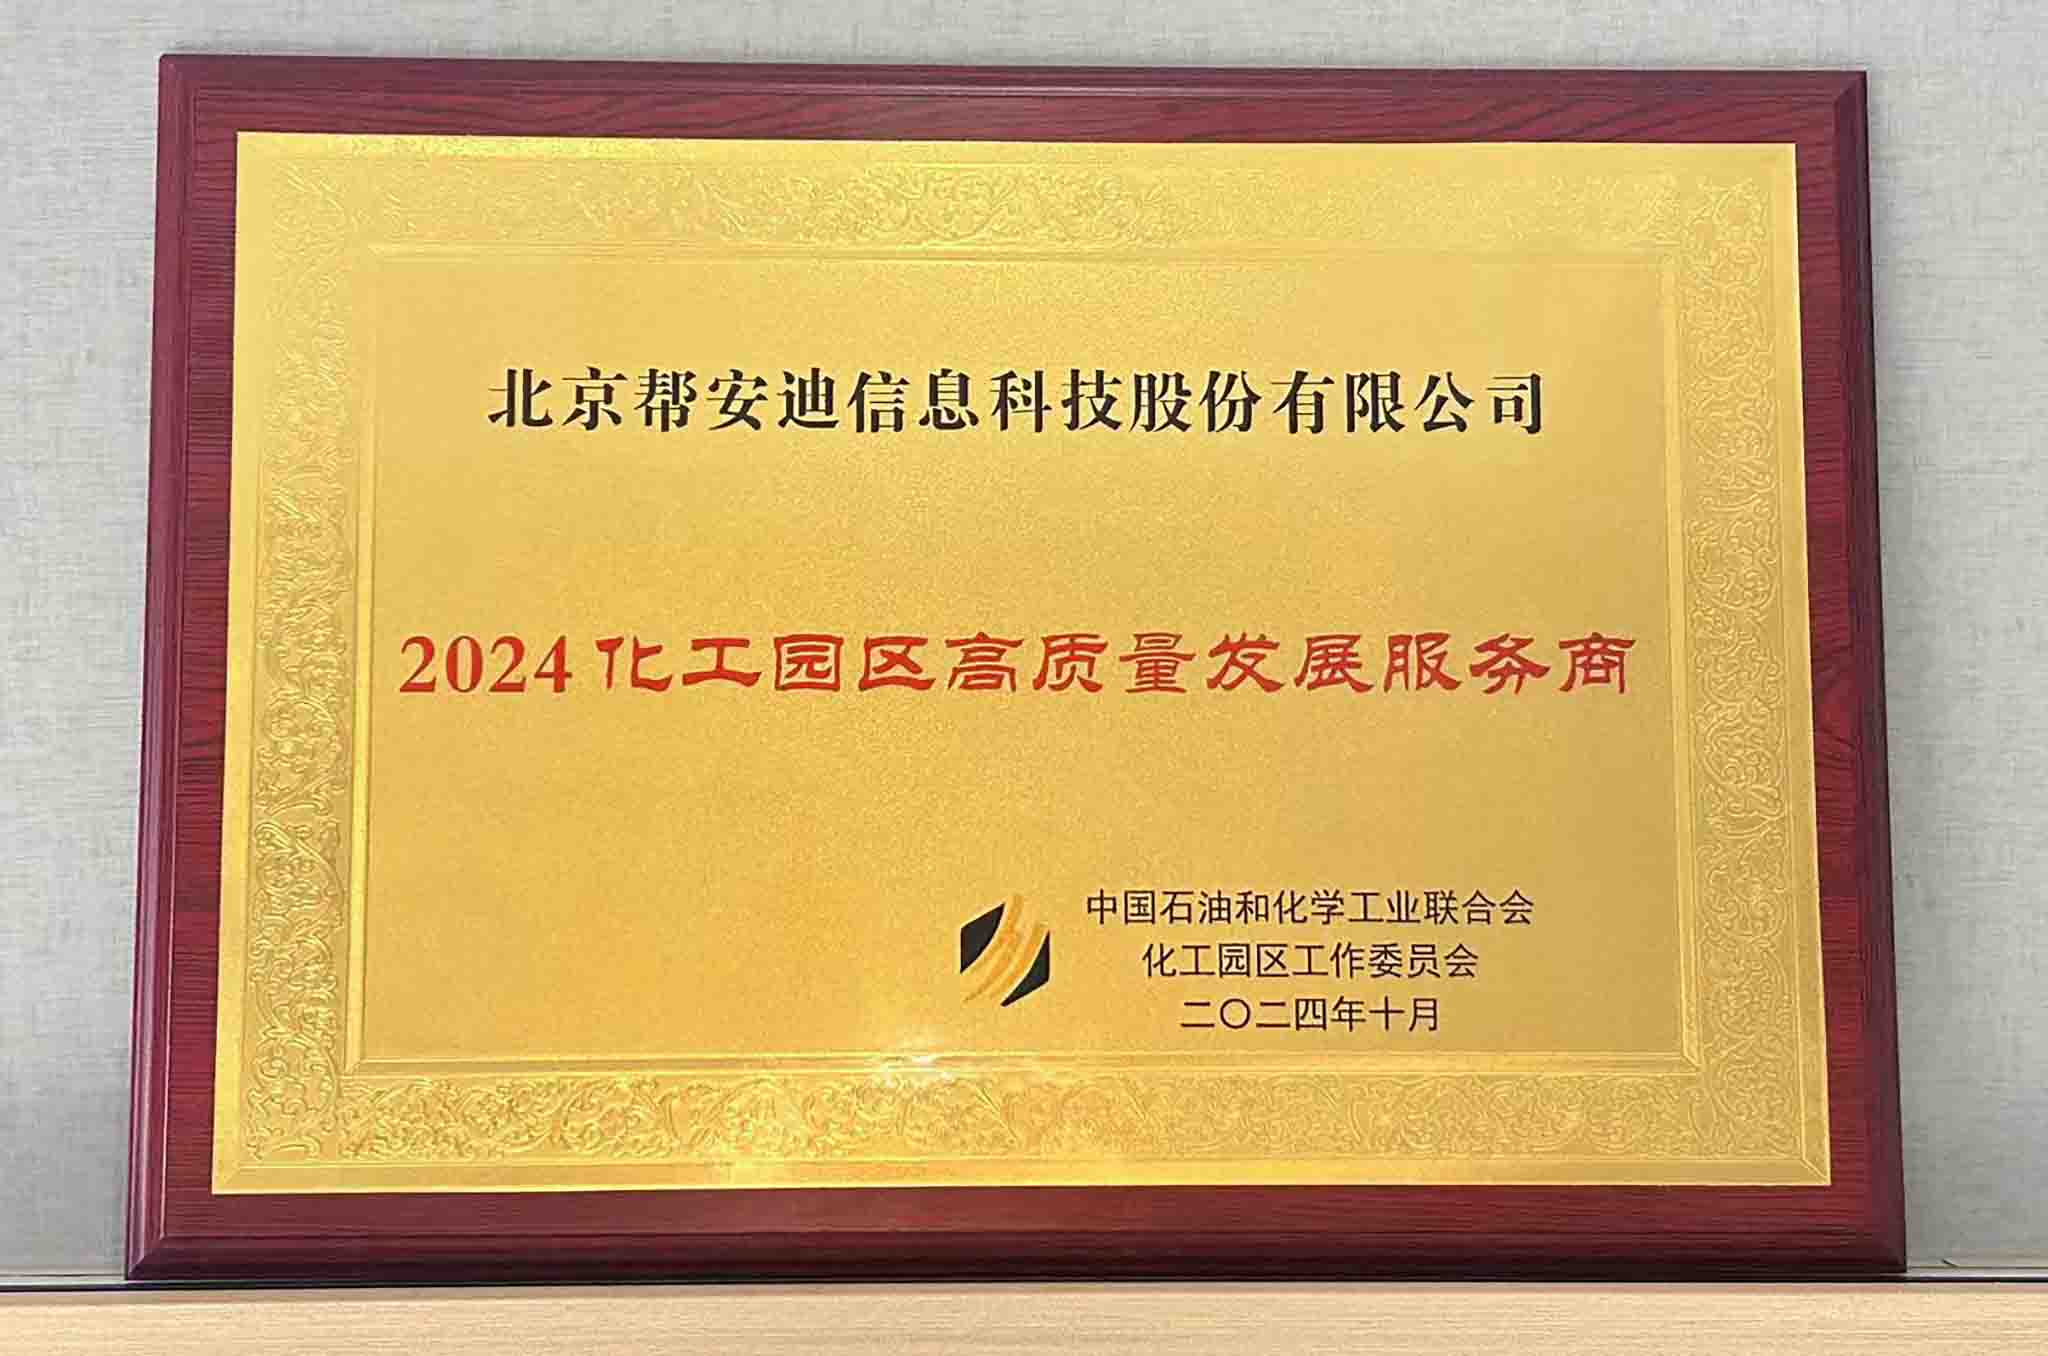 北京帮安迪信息科技股份有限公司
2024化工园区高质量发展服务商
中国石油和化学工业联合会
化工园区工作委员会
二〇二四年十月